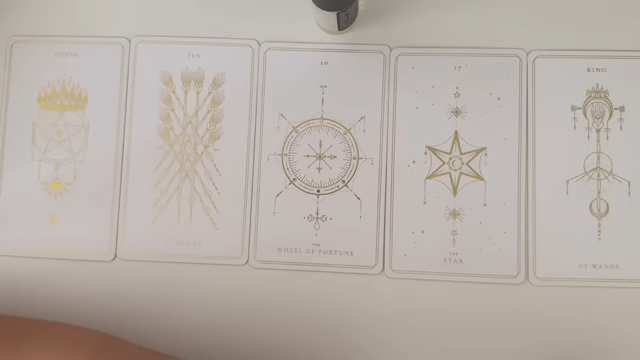 QUEEN
TEN
10
THE
WHEEL OF FORTUNE
17
THE
STAR
KING
OF WANDS